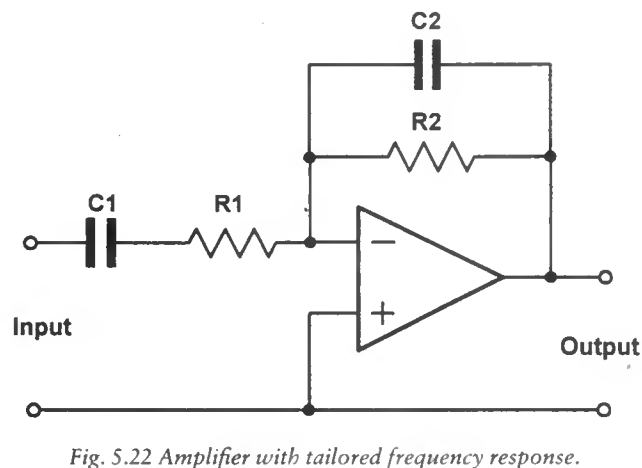 C2
R2
C1
R1
Input
Output
Fig. 5.22 Amplifier with tailored frequency response.